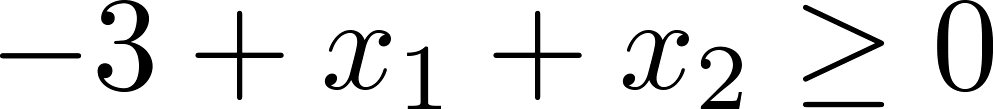 −3 + x₁ + x₂ ≥ 0